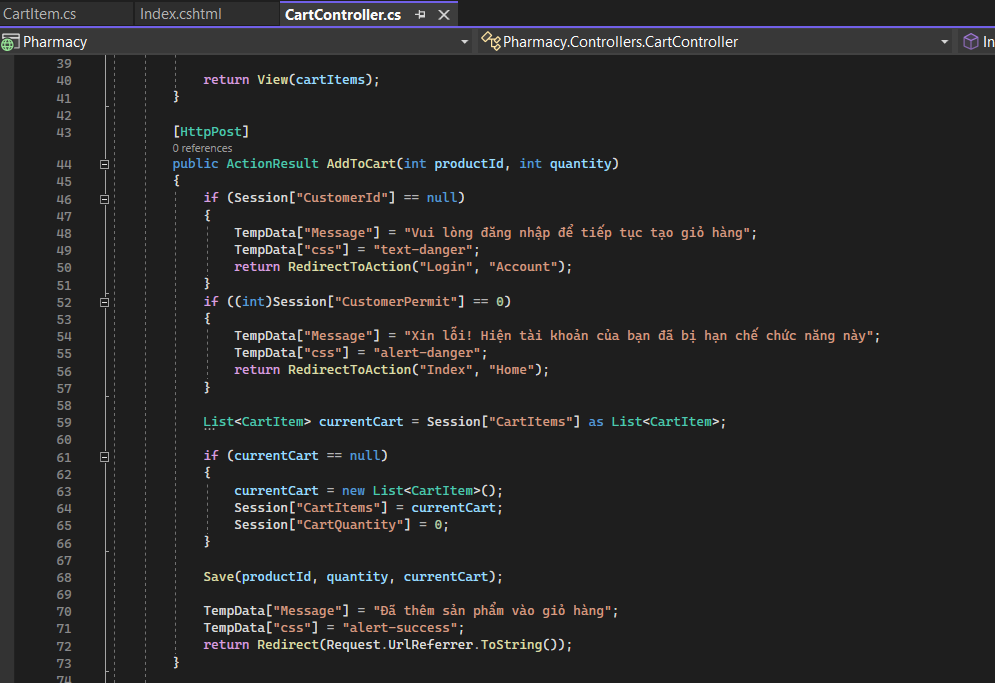 CartItem.cs Index.cshtml CartController.cs
Pharmacy Pharmacy.Controllers.CartController In
39
40 return View(cartItems);
41 }
42
43 [HttpPost]
0 references
44 public ActionResult AddToCart(int productId, int quantity)
45 {
46 if (Session["CustomerId"] == null)
47 {
48 TempData["Message"] = "Vui lòng đăng nhập để tiếp tục tạo giỏ hàng";
49 TempData["css"] = "text-danger";
50 return RedirectToAction("Login", "Account");
51 }
52 if ((int)Session["CustomerPermit"] == 0)
53 {
54 TempData["Message"] = "Xin lỗi! Hiện tài khoản của bạn đã bị hạn chế chức năng này";
55 TempData["css"] = "alert-danger";
56 return RedirectToAction("Index", "Home");
57 }
58
59 List<CartItem> currentCart = Session["CartItems"] as List<CartItem>;
60
61 if (currentCart == null)
62 {
63 currentCart = new List<CartItem>();
64 Session["CartItems"] = currentCart;
65 Session["CartQuantity"] = 0;
66 }
67
68 Save(productId, quantity, currentCart);
69
70 TempData["Message"] = "Đã thêm sản phẩm vào giỏ hàng";
71 TempData["css"] = "alert-success";
72 return Redirect(Request.UrlReferrer.ToString());
73 }
74